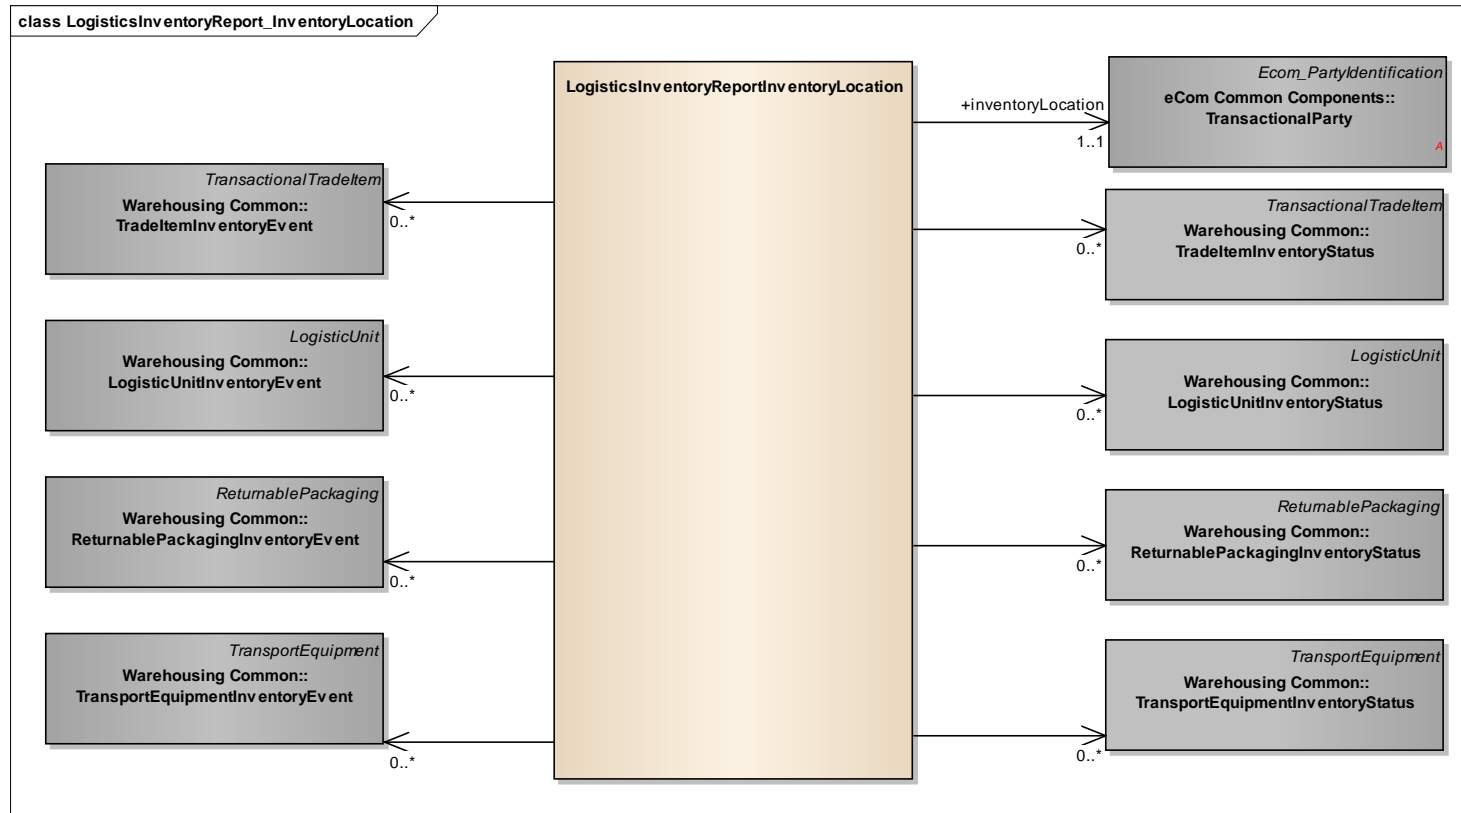 class LogisticsInventoryReport_InventoryLocation
LogisticsInventoryReportInventoryLocation
+inventoryLocation
1..1
Ecom_PartyIdentification
eCom Common Components::
TransactionalParty
A
TransactionalTradeItem
Warehousing Common::
TradeItemInventoryEvent
0..*
TransactionalTradeItem
Warehousing Common::
TradeItemInventoryStatus
0..*
LogisticUnit
Warehousing Common::
LogisticUnitInventoryEvent
0..*
LogisticUnit
Warehousing Common::
LogisticUnitInventoryStatus
0..*
ReturnablePackaging
Warehousing Common::
ReturnablePackagingInventoryEvent
0..*
ReturnablePackaging
Warehousing Common::
ReturnablePackagingInventoryStatus
0..*
TransportEquipment
Warehousing Common::
TransportEquipmentInventoryEvent
0..*
TransportEquipment
Warehousing Common::
TransportEquipmentInventoryStatus
0..*